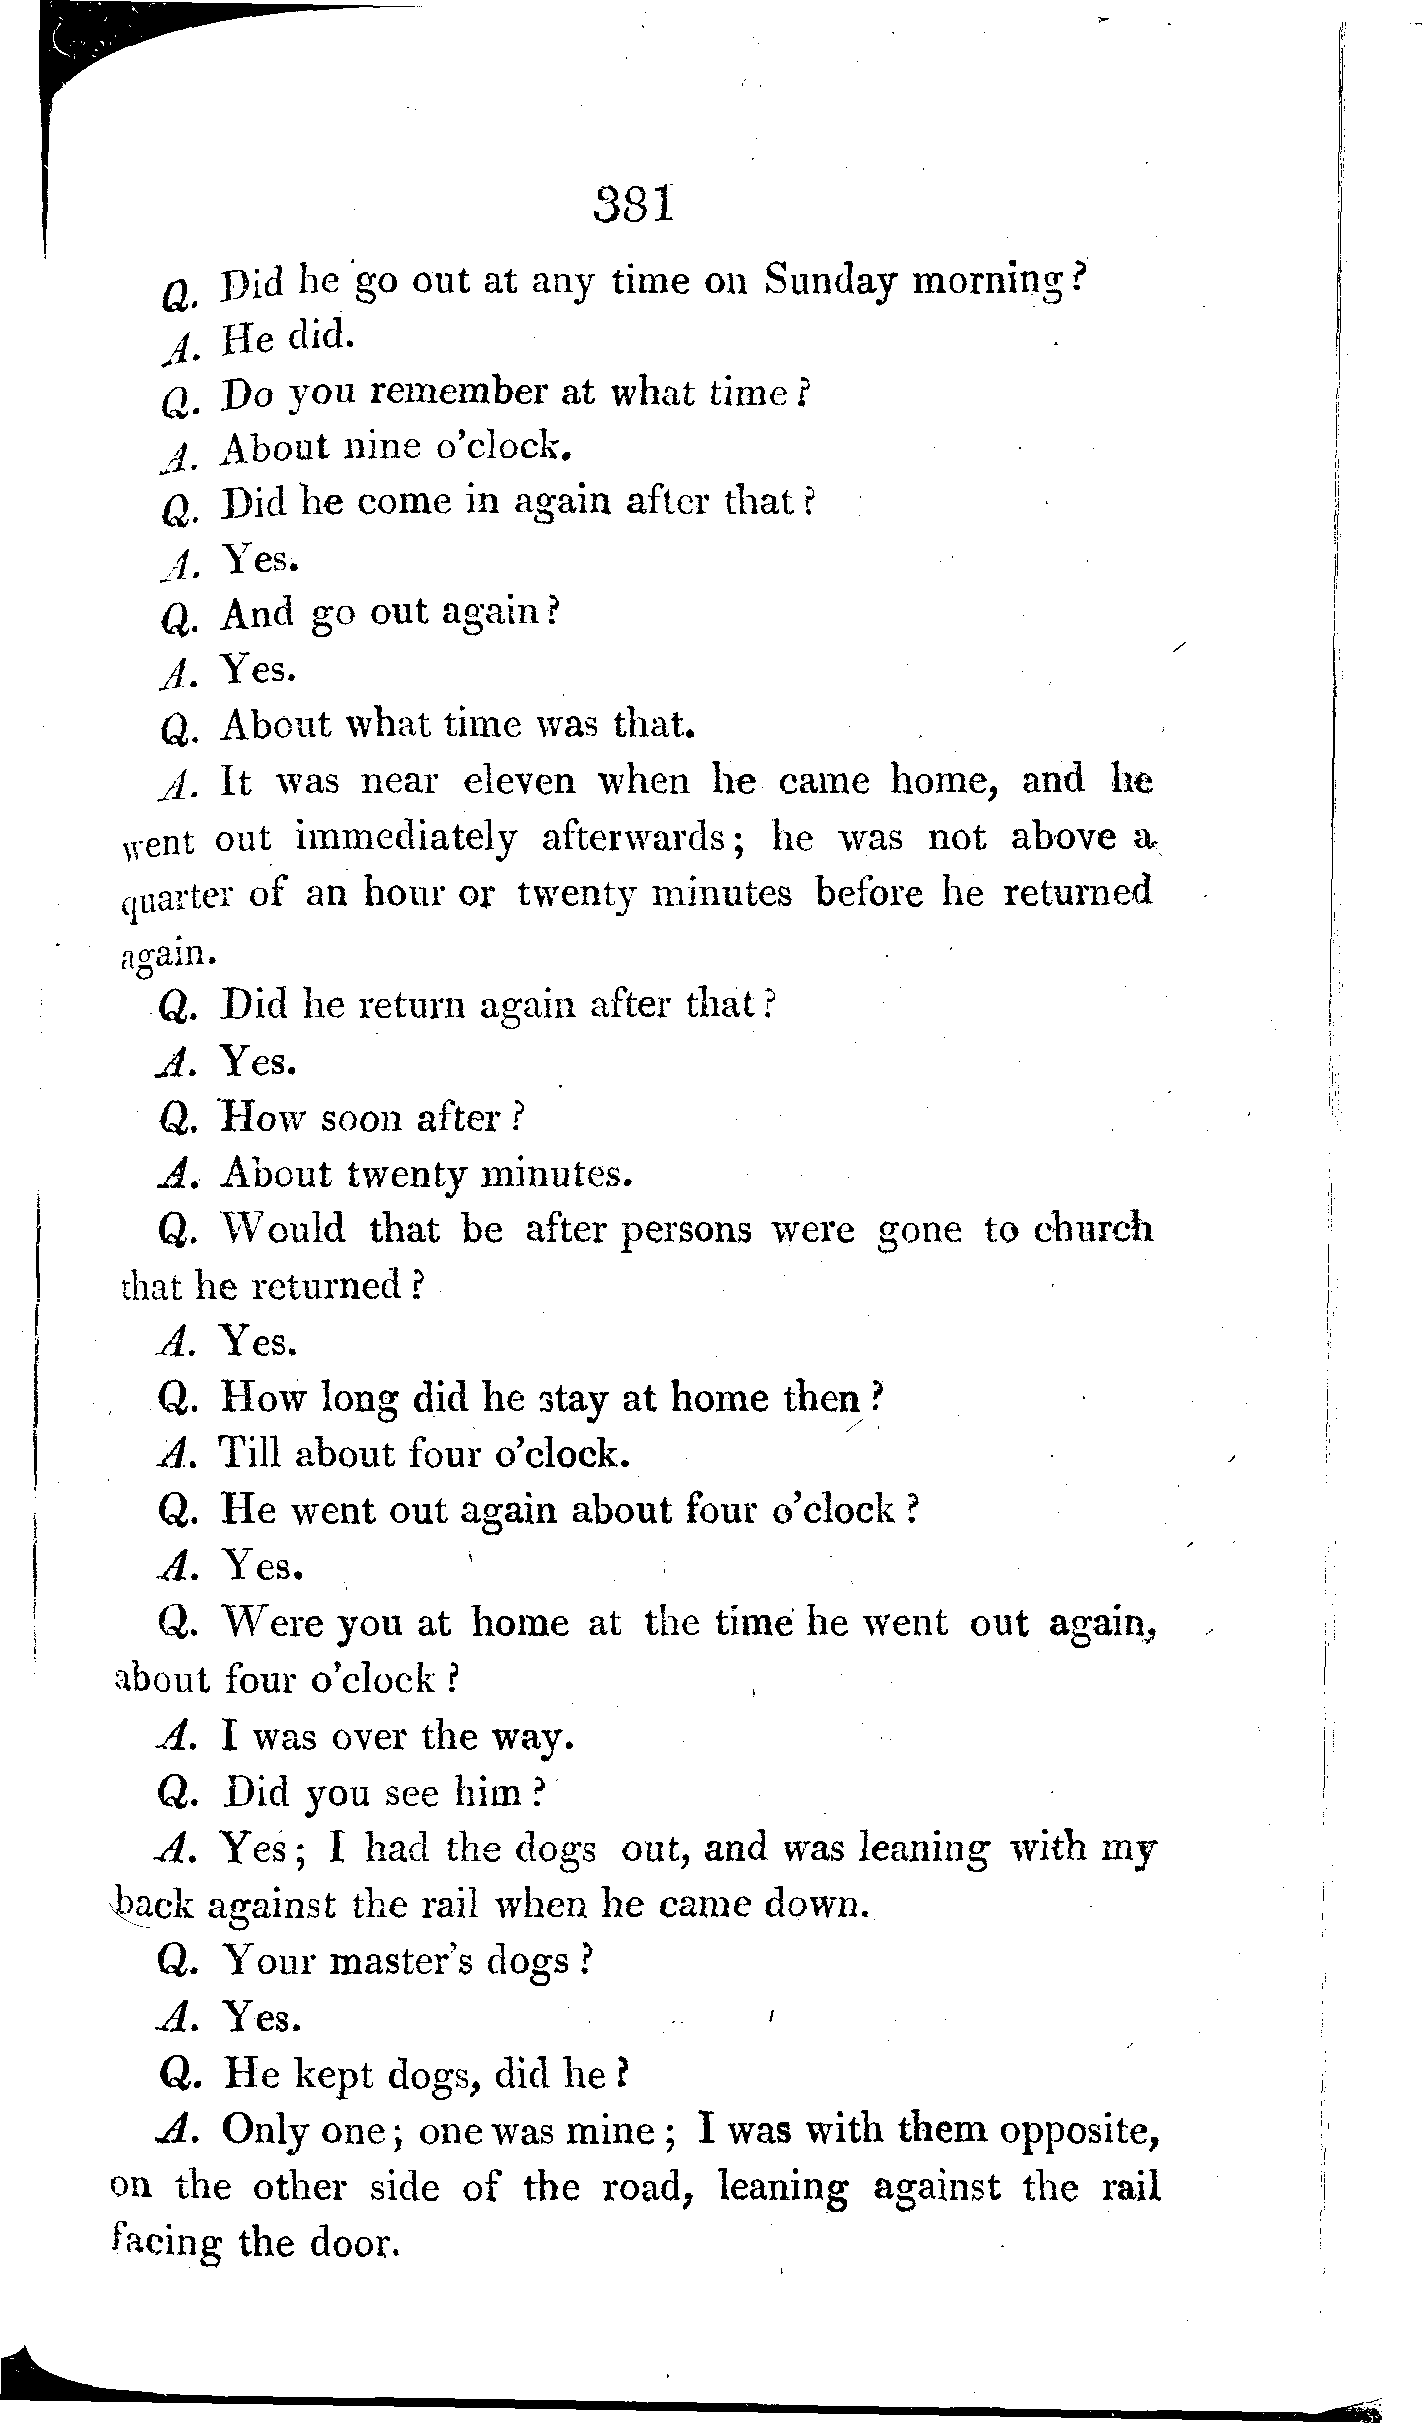 381
Q. Did he go out at any time on Sunday morning?
A. He did.
Q. Do you remember at what time?
A. About nine o'clock.
Q. Did he come in again after that?
A. Yes.
Q. And go out again?
A. Yes.
Q. About what time was that.
A. It was near eleven when he came home, and he
went out immediately afterwards; he was not above a
quarter of an hour or twenty minutes before he returned
again.
Q. Did he return again after that?
A. Yes.
Q. How soon after?
A. About twenty minutes.
Q. Would that be after persons were gone to church
that he returned?
A. Yes.
Q. How long did he stay at home then?
A. Till about four o'clock.
Q. He went out again about four o'clock?
A. Yes.
Q. Were you at home at the time he went out again,
about four o'clock?
A. I was over the way.
Q. Did you see him?
A. Yes; I had the dogs out, and was leaning with my
back against the rail when he came down.
Q. Your master's dogs?
A. Yes.
Q. He kept dogs, did he?
A. Only one; one was mine; I was with them opposite,
on the other side of the road, leaning against the rail
facing the door.